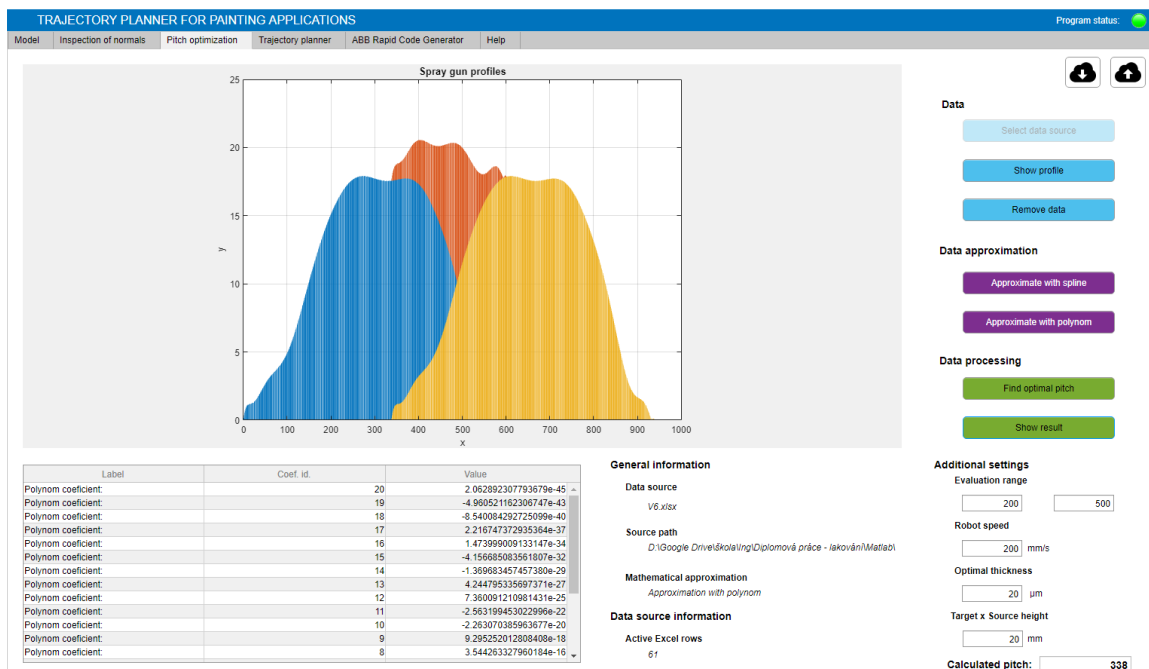 TRAJECTORY PLANNER FOR PAINTING APPLICATIONS
Program status:
Model
Inspection of normals
Pitch optimization
Trajectory planner
ABB Rapid Code Generator
Help
Spray gun profiles
25
20
15
10
5
0
y
0 100 200 300 400 500 600 700 800 900 1000
x
Data
Select data source
Show profile
Remove data
Data approximation
Approximate with spline
Approximate with polynom
Data processing
Find optimal pitch
Show result
Label Coef. id. Value
Polynom coeficient: 20 2.062892307793679e-45
Polynom coeficient: 19 -4.960521162306747e-43
Polynom coeficient: 18 -8.540084292725099e-40
Polynom coeficient: 17 2.216747372935364e-37
Polynom coeficient: 16 1.473999009133147e-34
Polynom coeficient: 15 -4.156685083561807e-32
Polynom coeficient: 14 -1.369683457457380e-29
Polynom coeficient: 13 4.244795335697371e-27
Polynom coeficient: 12 7.360091210981431e-25
Polynom coeficient: 11 -2.563199453022996e-22
Polynom coeficient: 10 -2.263070385963677e-20
Polynom coeficient: 9 9.295252012808408e-18
Polynom coeficient: 8 3.544263327960184e-16
General information
Data source
V6.xlsx
Source path
D:\Google Drive\škola\Ing\Diplomová práce - lakování\Matlab\
Mathematical approximation
Approximation with polynom
Data source information
Active Excel rows
61
Additional settings
Evaluation range
200 500
Robot speed
200 mm/s
Optimal thickness
20 μm
Target x Source height
20 mm
Calculated pitch: 338